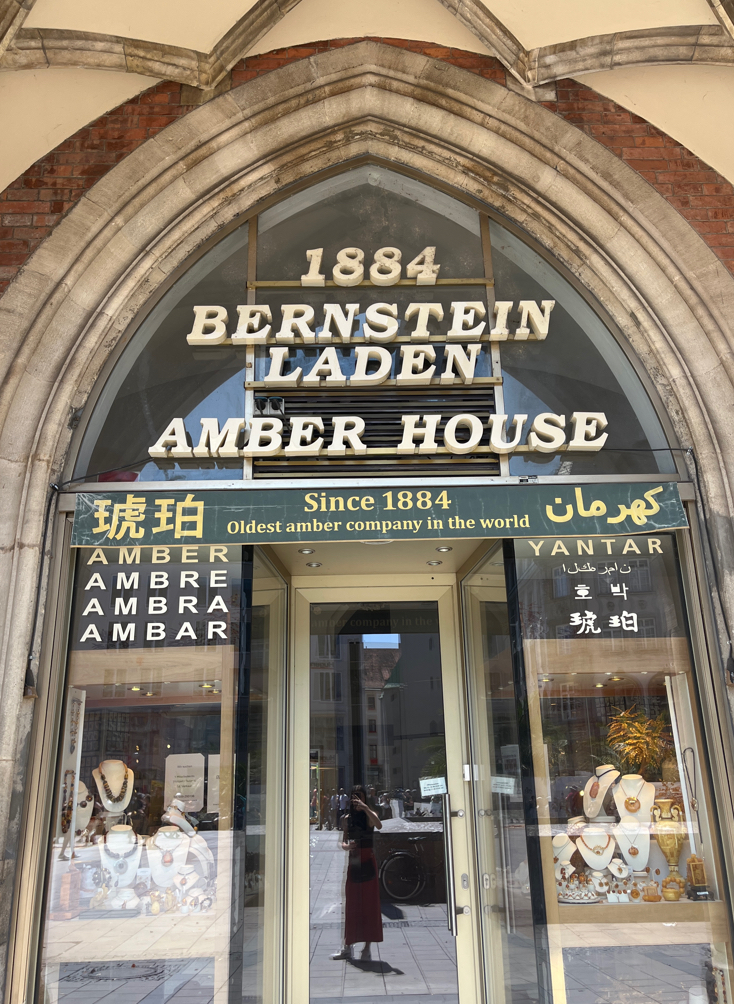 1884
BERNSTEIN
LADEN
AMBER HOUSE
琥珀
Since 1884
Oldest amber company in the world
كهرمان
AMBER
AMBRE
AMBRA
AMBAR
YANTAR
호박
琥珀